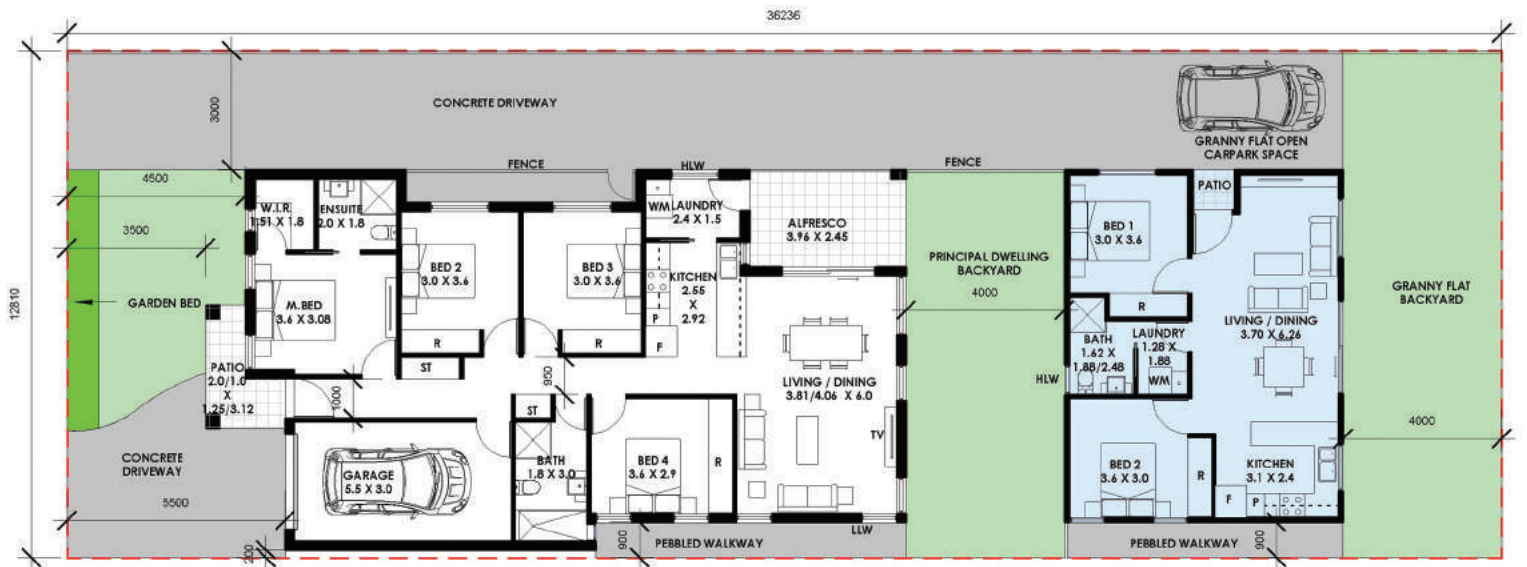 36236
12810
3000
CONCRETE DRIVEWAY
GRANNY FLAT OPEN
CARPARK SPACE
FENCE
HLW
FENCE
4500
3500
GARDEN BED
W.I.R.
1.51 X 1.8
ENSUITE
2.0 X 1.8
M.BED
3.6 X 3.08
BED 2
3.0 X 3.6
R
BED 3
3.0 X 3.6
R
WM
LAUNDRY
2.4 X 1.5
KITCHEN
2.55
X
2.92
P
F
ALFRESCO
3.96 X 2.45
PRINCIPAL DWELLING
BACKYARD
4000
PATIO
BED 1
3.0 X 3.6
R
LIVING / DINING
3.70 X 6.26
GRANNY FLAT
BACKYARD
4000
BATH
1.62 X
1.88/2.48
LAUNDRY
1.28 X
1.88
WM
HLW
BED 2
3.6 X 3.0
R
KITCHEN
3.1 X 2.4
F
P
PATIO
2.0/1.0
X
1.25/3.12
1000
ST
950
ST
LIVING / DINING
3.81/4.06 X 6.0
TV
CONCRETE
DRIVEWAY
5500
GARAGE
5.5 X 3.0
BATH
1.8 X 3.0
BED 4
3.6 X 2.9
R
LLW
200
900
PEBBLED WALKWAY
PEBBLED WALKWAY
900